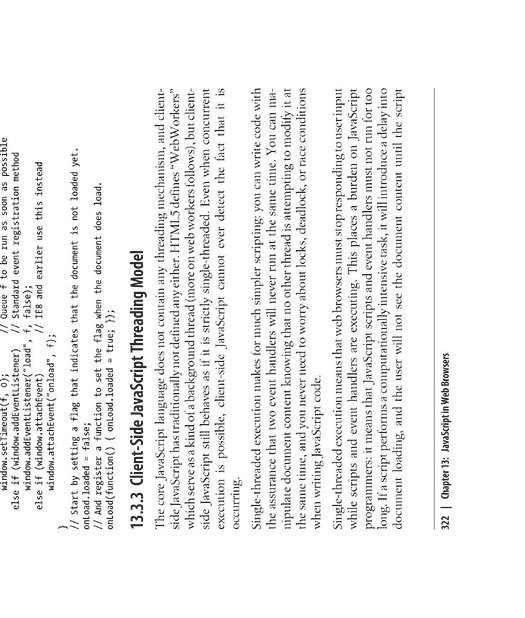 window.setTimeout(f, 0);            // Queue f to be run as soon as possible
else if (window.addEventListener)   // Standard event registration method
window.addEventListener("load", f, false);
else if (window.attachEvent)        // IE8 and earlier use this instead
window.attachEvent("onload", f);
}
// Start by setting a flag that indicates that the document is not loaded yet.
onLoad.loaded = false;
// And register a function to set the flag when the document does load.
onLoad(function() { onLoad.loaded = true; });
13.3.3 Client-Side JavaScript Threading Model
The core JavaScript language does not contain any threading mechanism, and client-
side JavaScript has traditionally not defined any either. HTML5 defines “WebWorkers”
which serve as a kind of a background thread (more on web workers follows), but client-
side JavaScript still behaves as if it is strictly single-threaded. Even when concurrent
execution is possible, client-side JavaScript cannot ever detect the fact that it is
occurring.
Single-threaded execution makes for much simpler scripting: you can write code with
the assurance that two event handlers will never run at the same time. You can ma-
nipulate document content knowing that no other thread is attempting to modify it at
the same time, and you never need to worry about locks, deadlock, or race conditions
when writing JavaScript code.
Single-threaded execution means that web browsers must stop responding to user input
while scripts and event handlers are executing. This places a burden on JavaScript
programmers: it means that JavaScript scripts and event handlers must not run for too
long. If a script performs a computationally intensive task, it will introduce a delay into
document loading, and the user will not see the document content until the script
322 | Chapter 13: JavaScript in Web Browsers